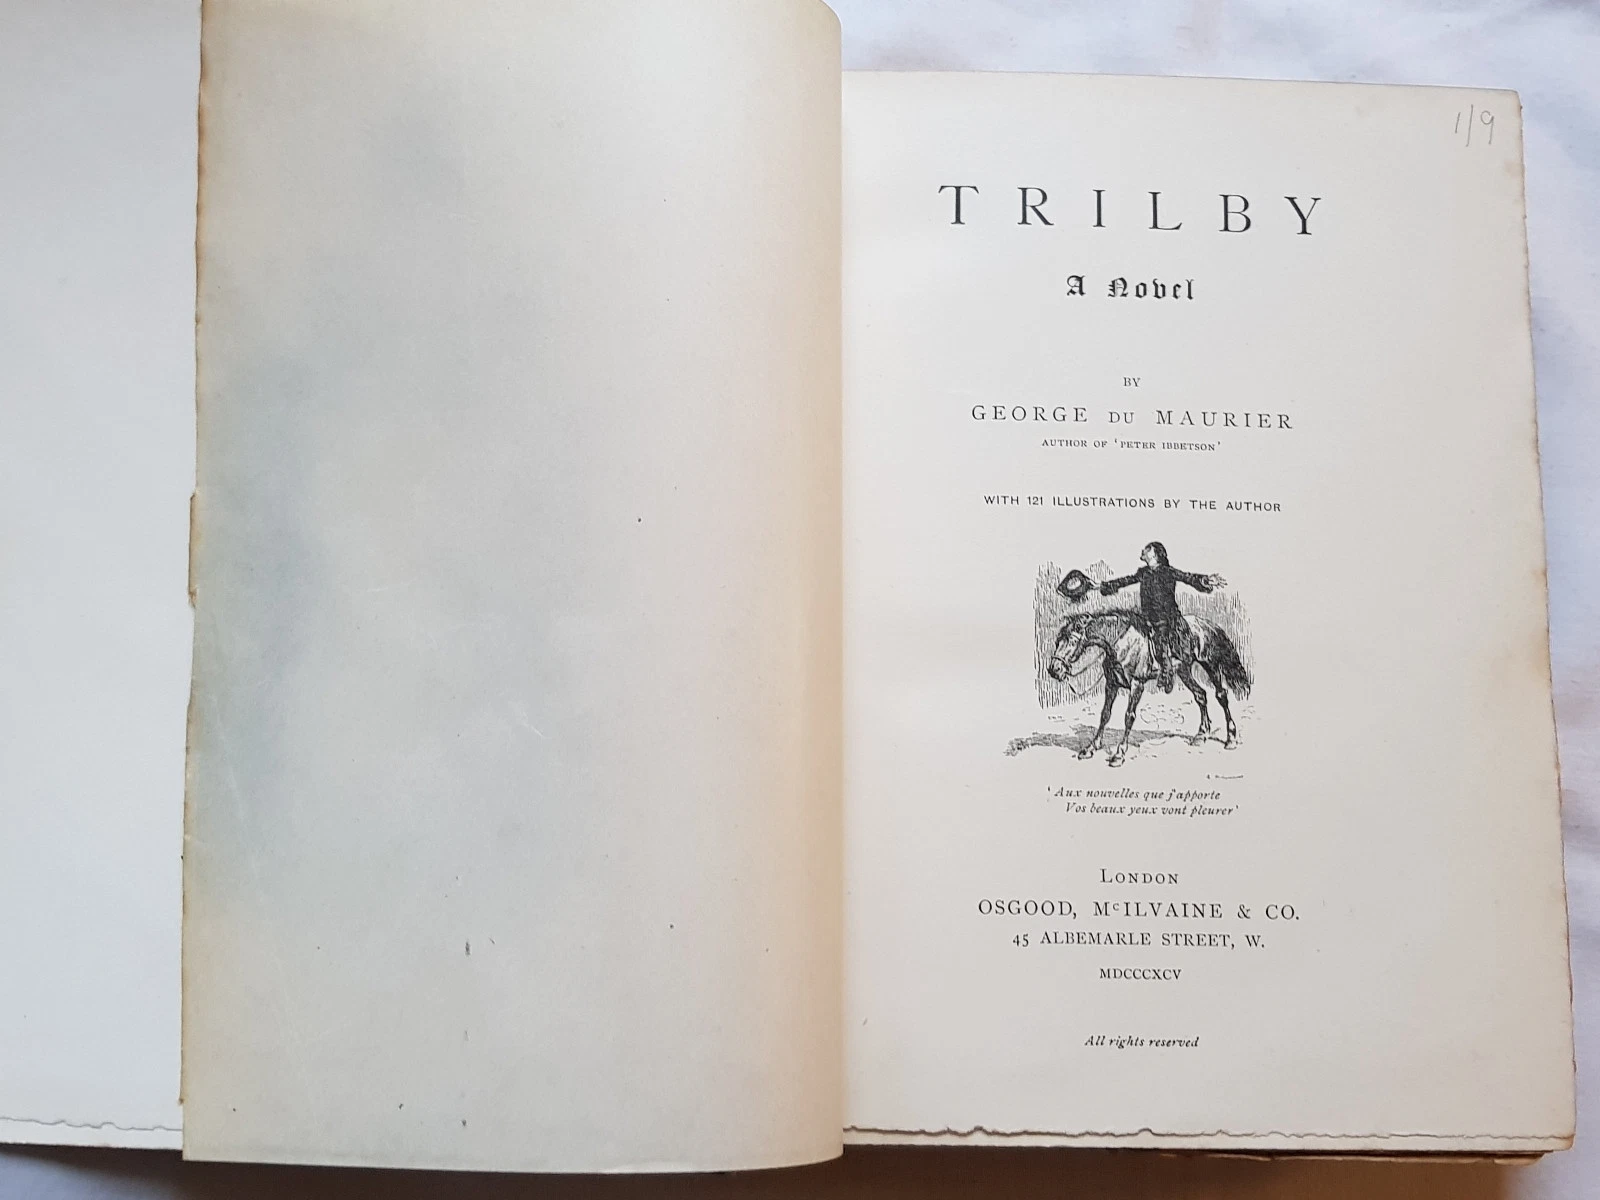 1/9
TRILBY
A Novel
BY
GEORGE DU MAURIER
AUTHOR OF 'PETER IBBETSON'
WITH 121 ILLUSTRATIONS BY THE AUTHOR
'Aux nouvelles que j'apporte
Vos beaux yeux vont pleurer'
LONDON
OSGOOD, McILVAINE & CO.
45 ALBEMARLE STREET, W.
MDCCCXCV
All rights reserved